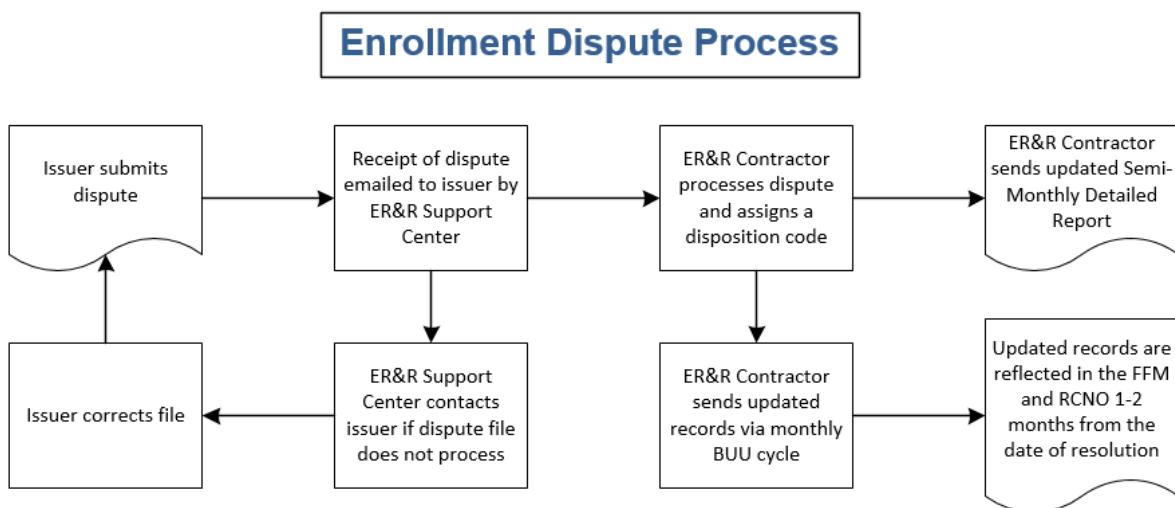 Enrollment Dispute Process
Issuer submits
dispute
Receipt of dispute
emailed to issuer by
ER&R Support
Center
ER&R Contractor
processes dispute
and assigns a
disposition code
ER&R Contractor
sends updated Semi-
Monthly Detailed
Report
Issuer corrects file
ER&R Support
Center contacts
issuer if dispute file
does not process
ER&R Contractor
sends updated
records via monthly
BUU cycle
Updated records are
reflected in the FFM
and RCNO 1-2
months from the
date of resolution